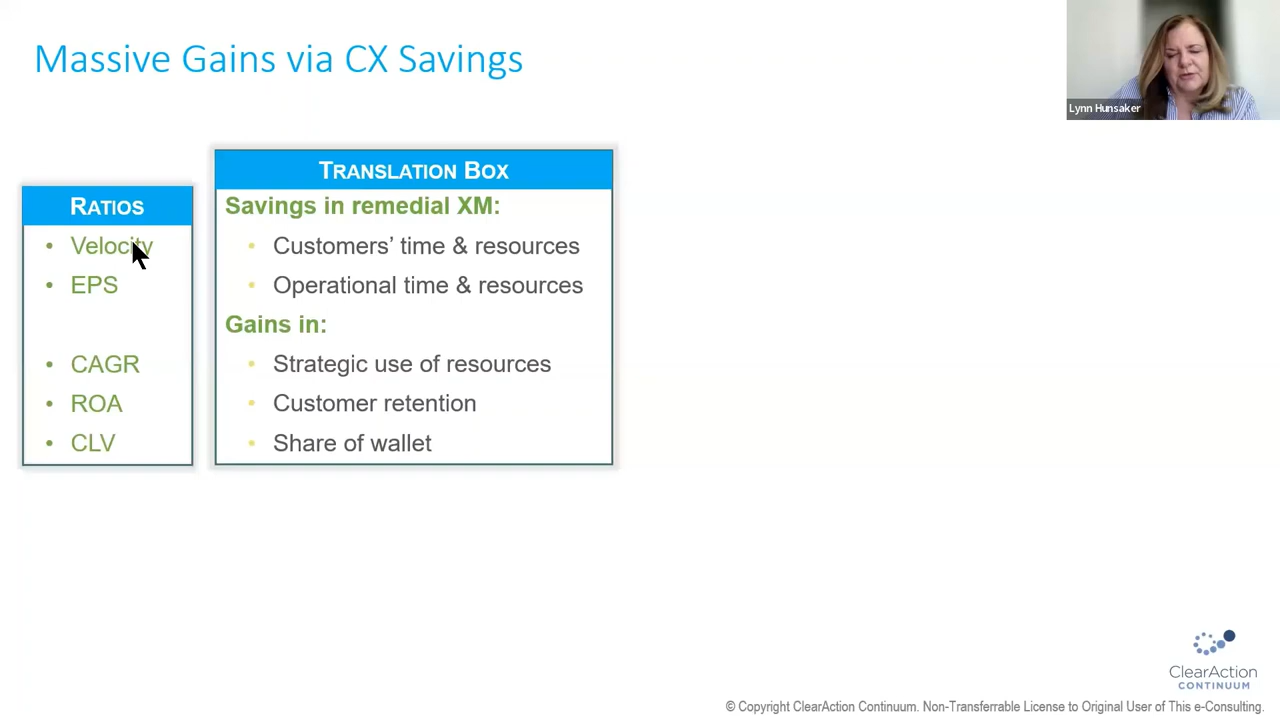 Massive Gains via CX Savings
Lynn Hunsaker
RATIOS
• Velocity
• EPS
• CAGR
• ROA
• CLV
TRANSLATION BOX
Savings in remedial XM:
• Customers’ time & resources
• Operational time & resources
Gains in:
• Strategic use of resources
• Customer retention
• Share of wallet
ClearAction
CONTINUUM
© Copyright ClearAction Continuum. Non-Transferrable License to Original User of This e-Consulting.